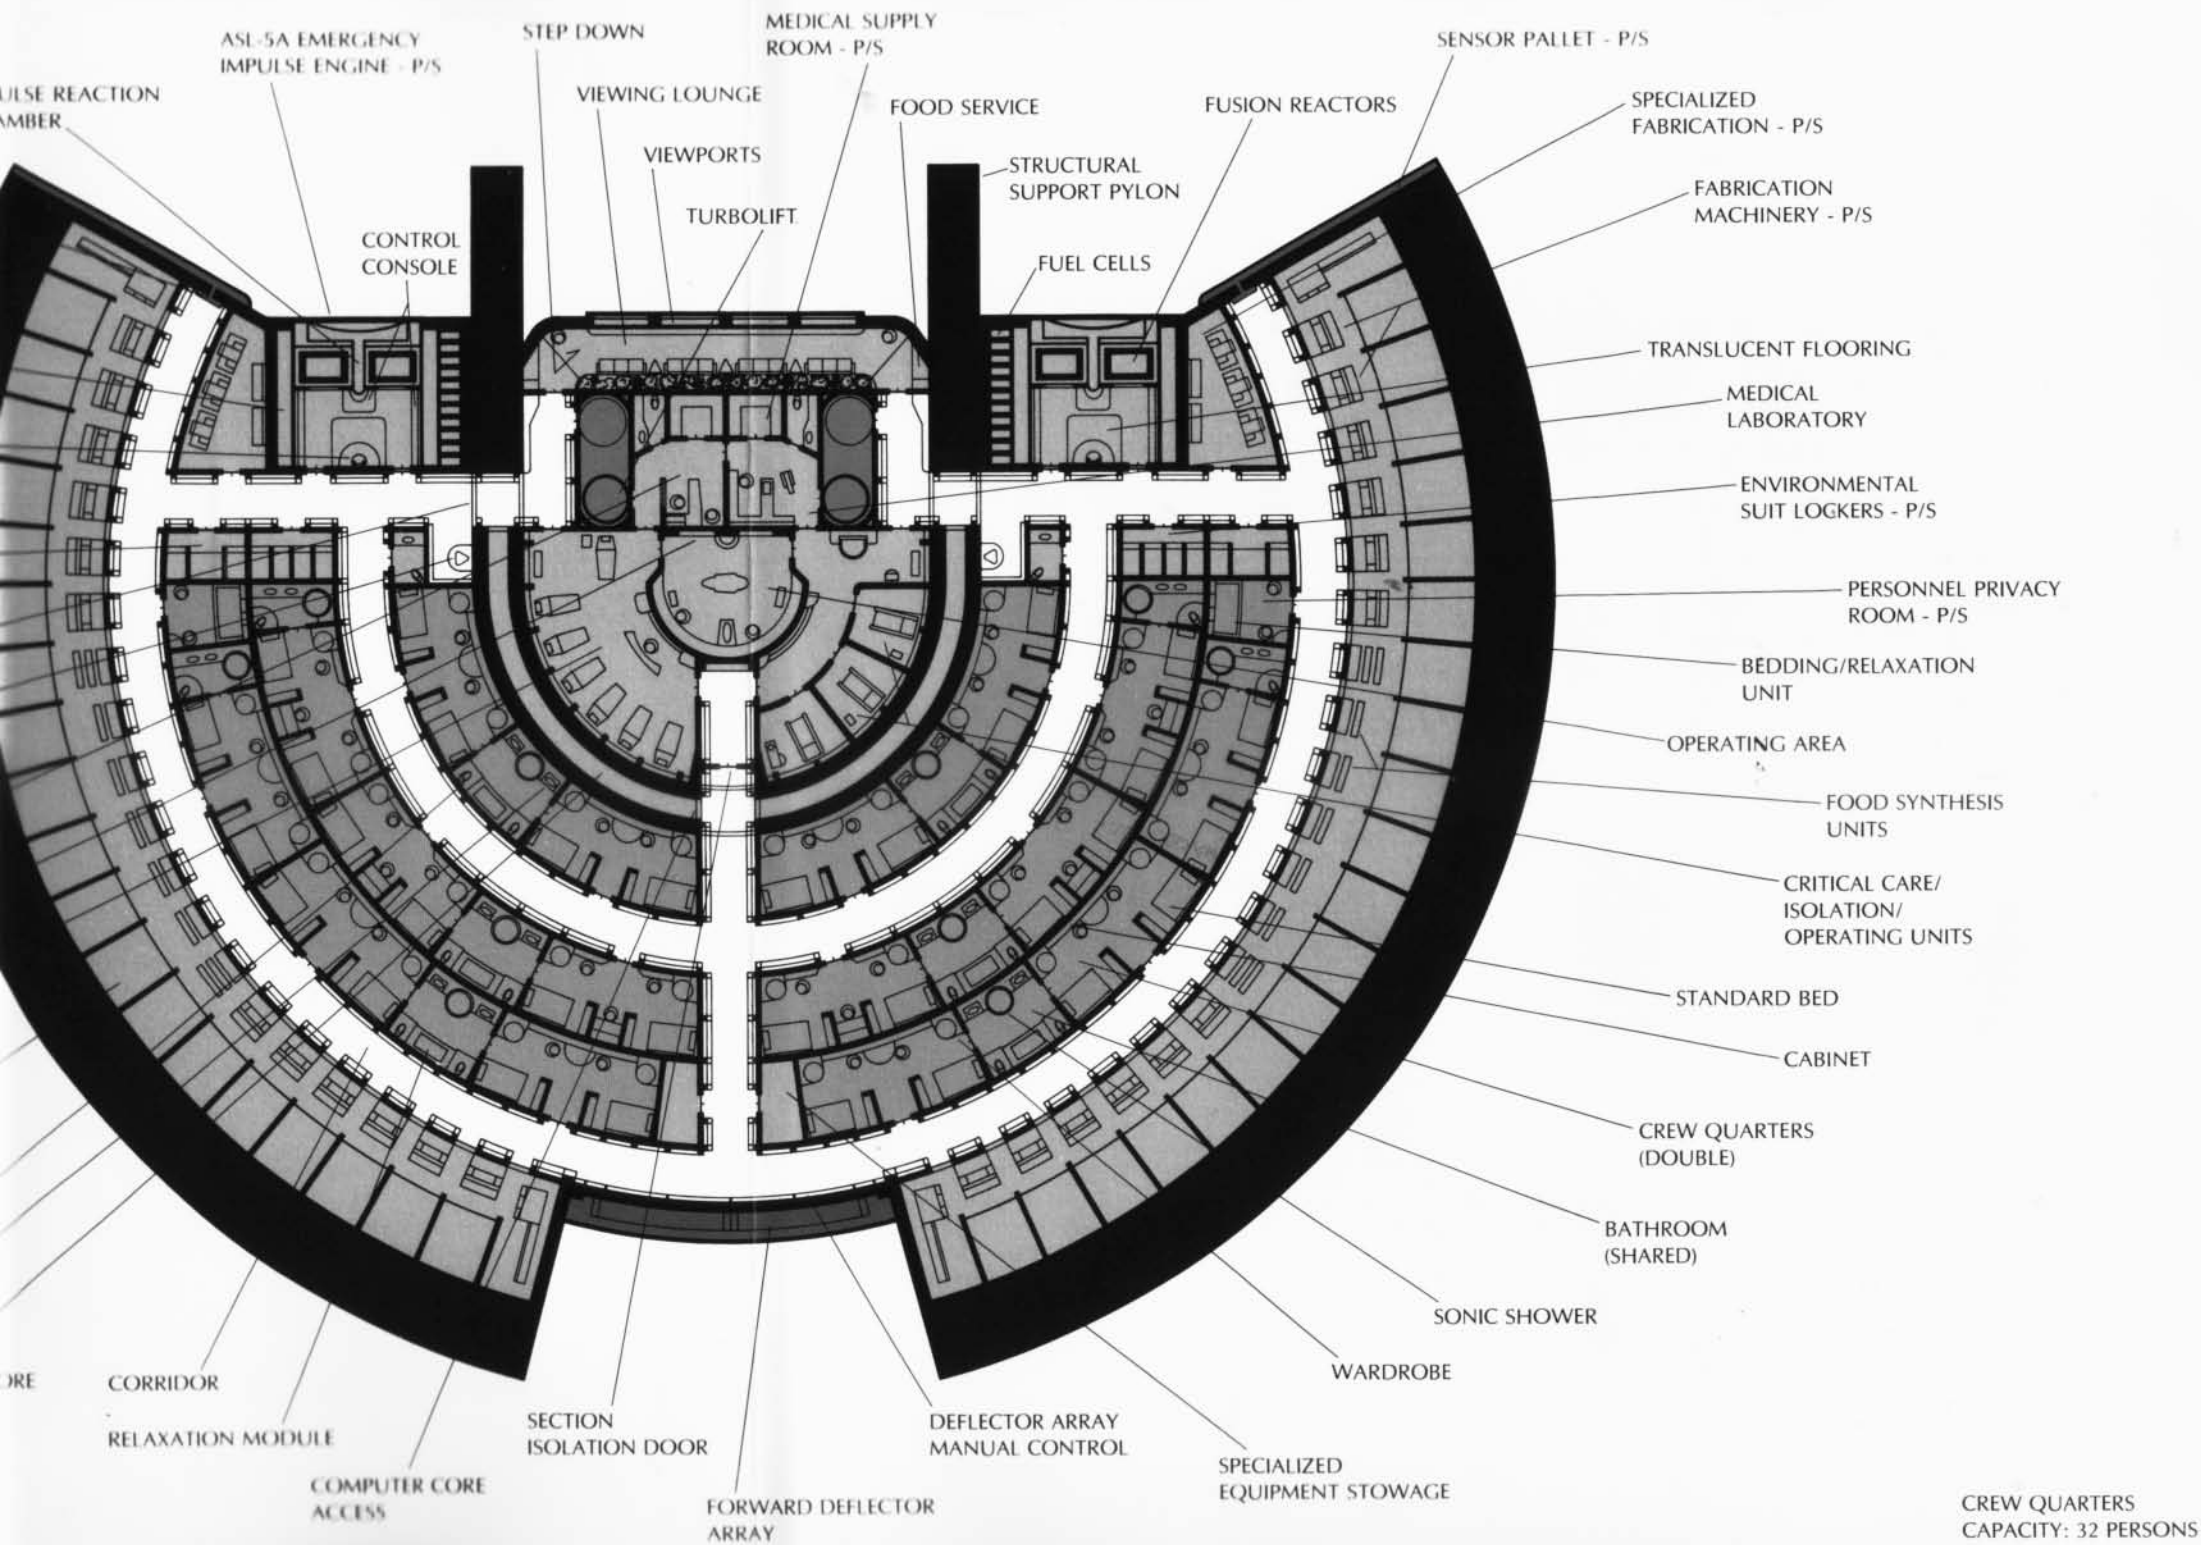 ASL-5A EMERGENCY
IMPULSE ENGINE - P/S
STEP DOWN
MEDICAL SUPPLY
ROOM - P/S
SENSOR PALLET - P/S
ULSE REACTION
AMBER
VIEWING LOUNGE
FOOD SERVICE
FUSION REACTORS
SPECIALIZED
FABRICATION - P/S
VIEWPORTS
STRUCTURAL
SUPPORT PYLON
FABRICATION
MACHINERY - P/S
TURBOLIFT
CONTROL
CONSOLE
FUEL CELLS
TRANSLUCENT FLOORING
MEDICAL
LABORATORY
ENVIRONMENTAL
SUIT LOCKERS - P/S
PERSONNEL PRIVACY
ROOM - P/S
BEDDING/RELAXATION
UNIT
OPERATING AREA
FOOD SYNTHESIS
UNITS
CRITICAL CARE/
ISOLATION/
OPERATING UNITS
STANDARD BED
CABINET
CREW QUARTERS
(DOUBLE)
BATHROOM
(SHARED)
SONIC SHOWER
WARDROBE
ORE
CORRIDOR
RELAXATION MODULE
COMPUTER CORE
ACCESS
SECTION
ISOLATION DOOR
FORWARD DEFLECTOR
ARRAY
DEFLECTOR ARRAY
MANUAL CONTROL
SPECIALIZED
EQUIPMENT STOWAGE
CREW QUARTERS
CAPACITY: 32 PERSONS